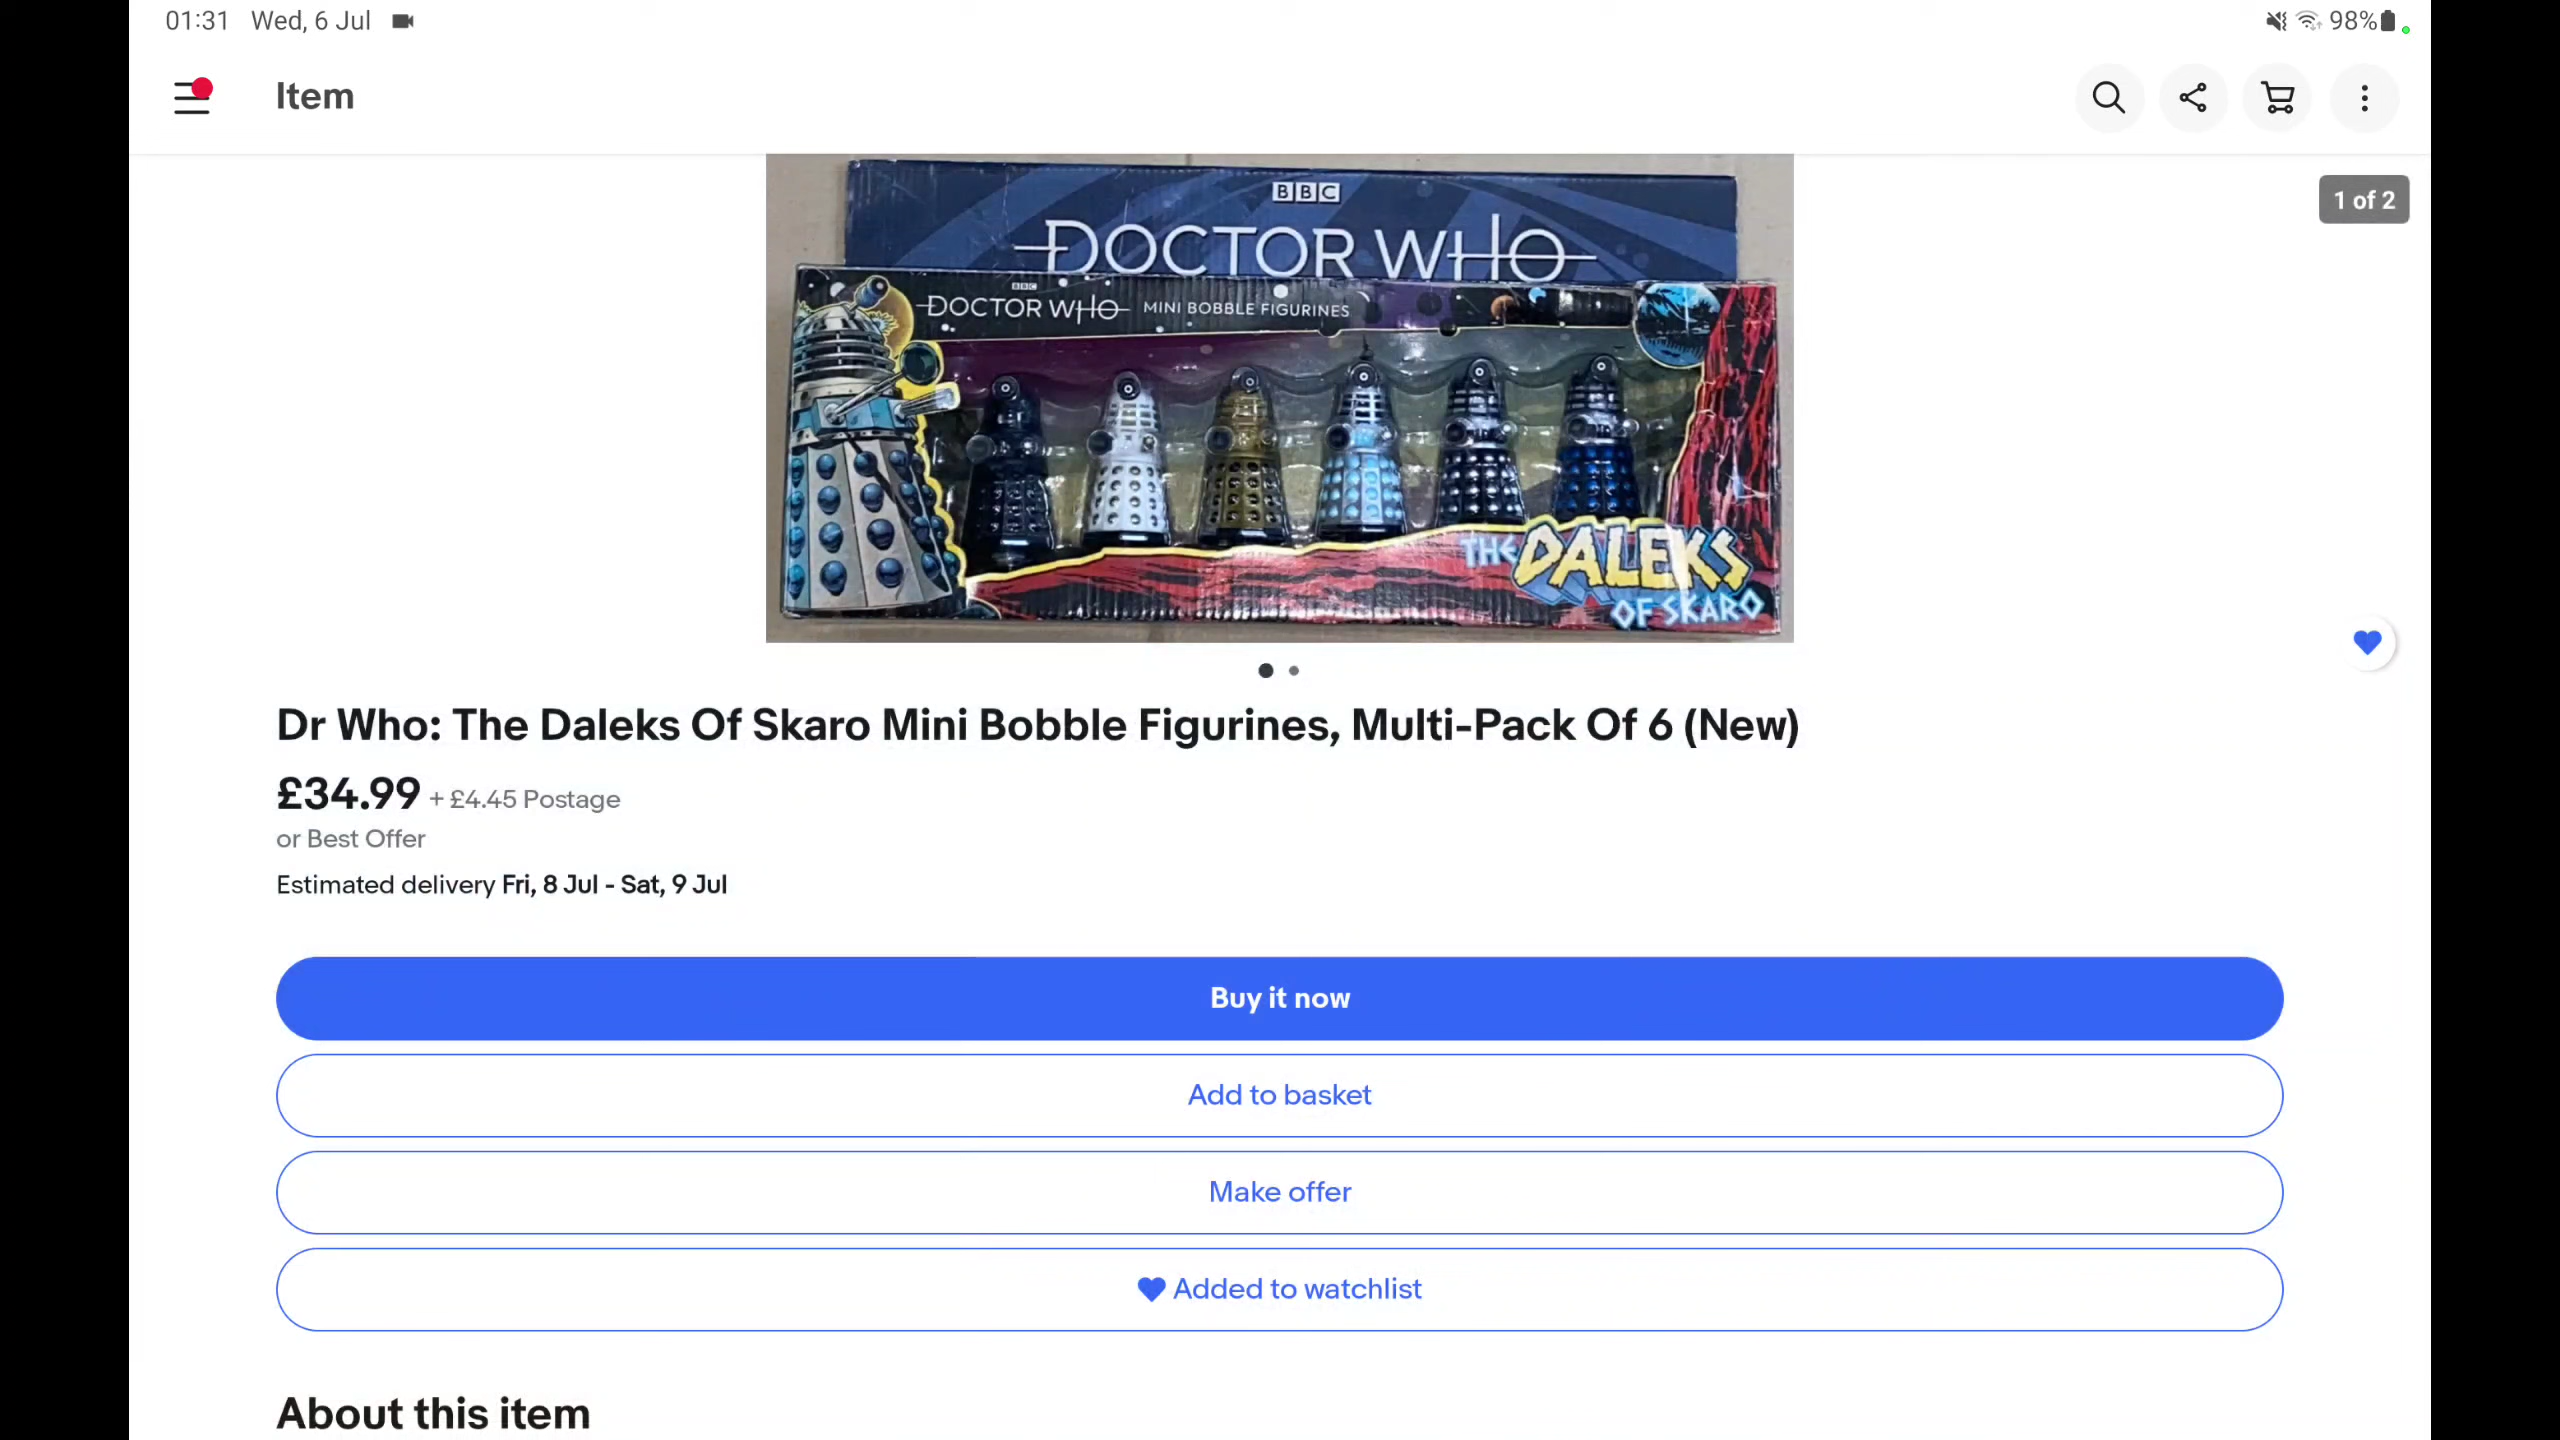 01:31 Wed, 6 Jul
98%
Item
1 of 2
BBC
DOCTOR WHO
BBC
DOCTOR WHO MINI BOBBLE FIGURINES
THE DALEKS
OF SKARO
Dr Who: The Daleks Of Skaro Mini Bobble Figurines, Multi-Pack Of 6 (New)
£34.99 + £4.45 Postage
or Best Offer
Estimated delivery Fri, 8 Jul - Sat, 9 Jul
Buy it now
Add to basket
Make offer
Added to watchlist
About this item